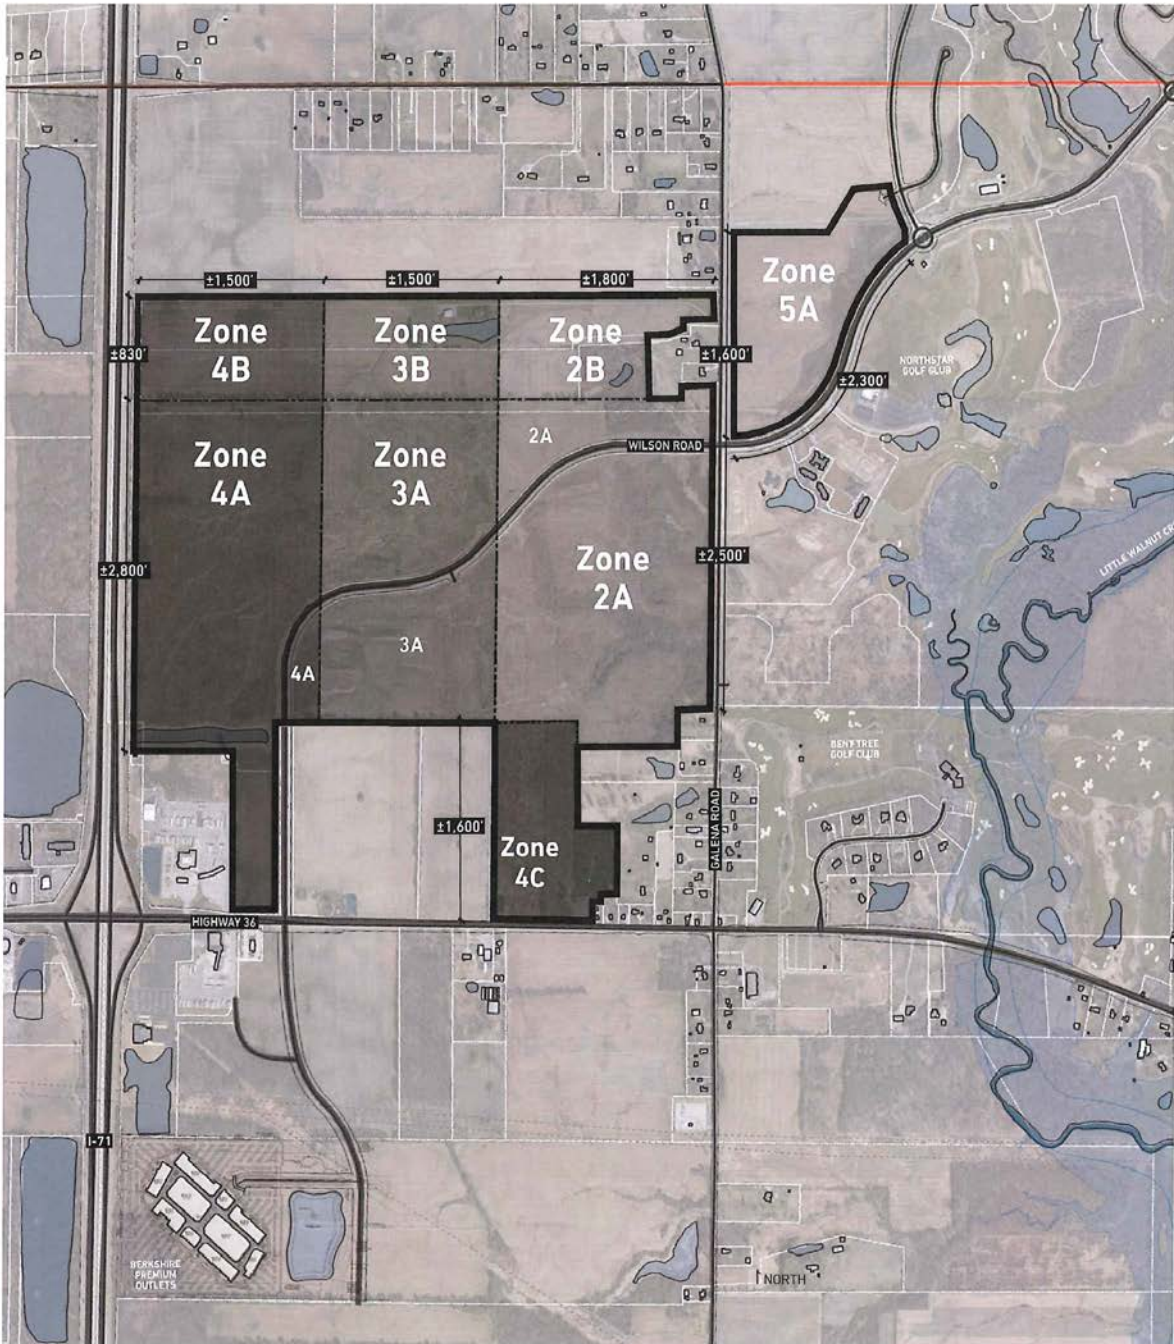 ±1,500'
±1,500'
±1,800'
Zone
5A
Zone
4B
Zone
3B
Zone
2B
±830'
±1,600'
±2,300'
NORTHSTAR
GOLF CLUB
2A
WILSON ROAD
Zone
4A
Zone
3A
Zone
2A
±2,800'
±2,500'
LITTLE WALNUT
3A
4A
BENT TREE
GOLF CLUB
±1,600'
GALENA ROAD
Zone
4C
HIGHWAY 36
I-71
BERKSHIRE
PREMIUM
OUTLETS
NORTH